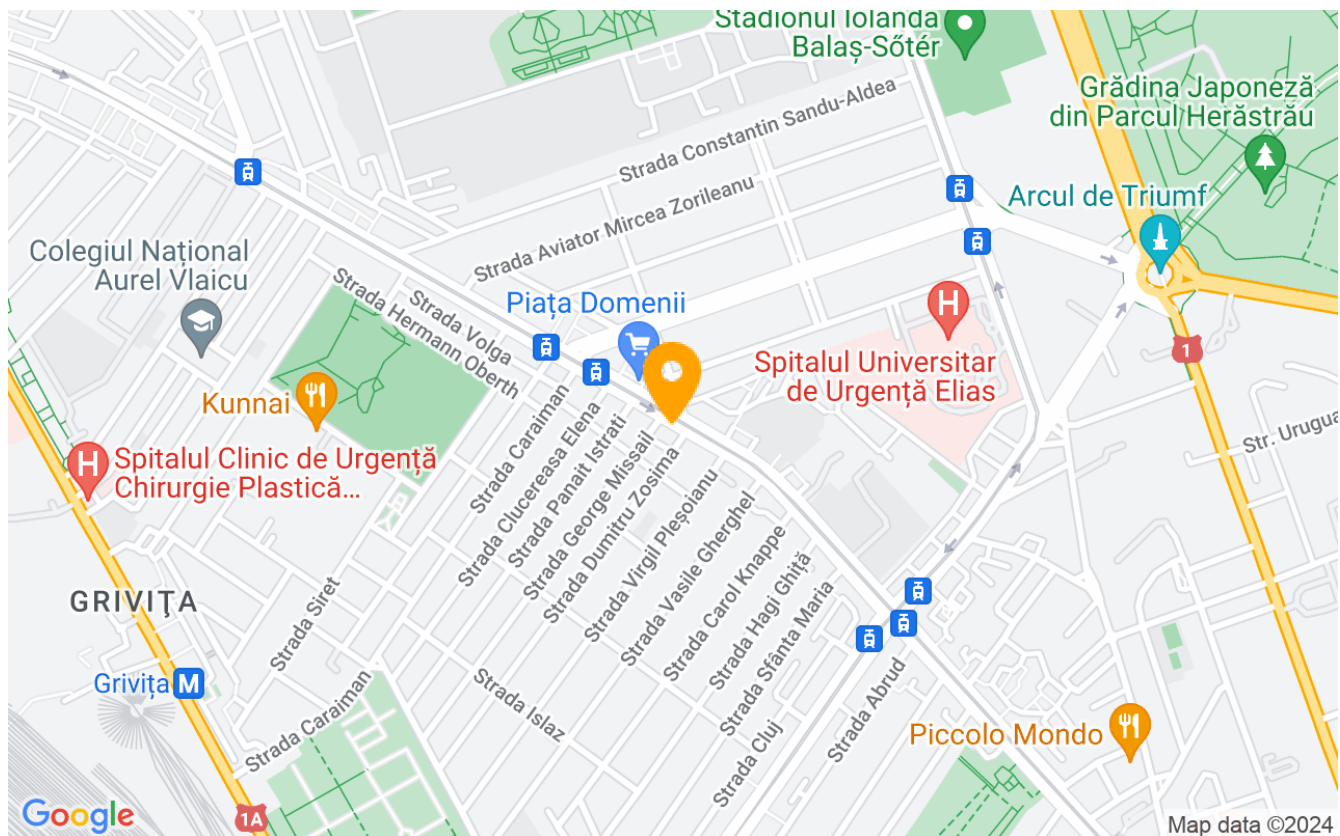 Stadionul Iolanda
Balaș-Sőtér
Grădina Japoneză
din Parcul Herăstrău
Strada Constantin Sandu-Aldea
Strada Aviator Mircea Zorileanu
Arcul de Triumf
Colegiul Național
Aurel Vlaicu
Strada Hermann Oberth
Strada Volga
Piața Domenii
H
Spitalul Universitar
de Urgență Elias
1
Kunnai
Strada Caraiman
Strada Clucereasa Elena
Strada Panait Istrati
Strada George Missail
Strada Dumitru Zosima
Strada Virgil Pleșoianu
Strada Vasile Gherghel
Strada Carol Knappe
Strada Hagi Ghiță
Strada Sfânta Maria
Strada Cluj
Strada Abrud
Str. Urugua
H
Spitalul Clinic de Urgență
Chirurgie Plastică…
GRIVIŢA
Strada Siret
Grivița M
Strada Caraiman
Strada Islaz
Piccolo Mondo
1A
Google
Map data ©2024